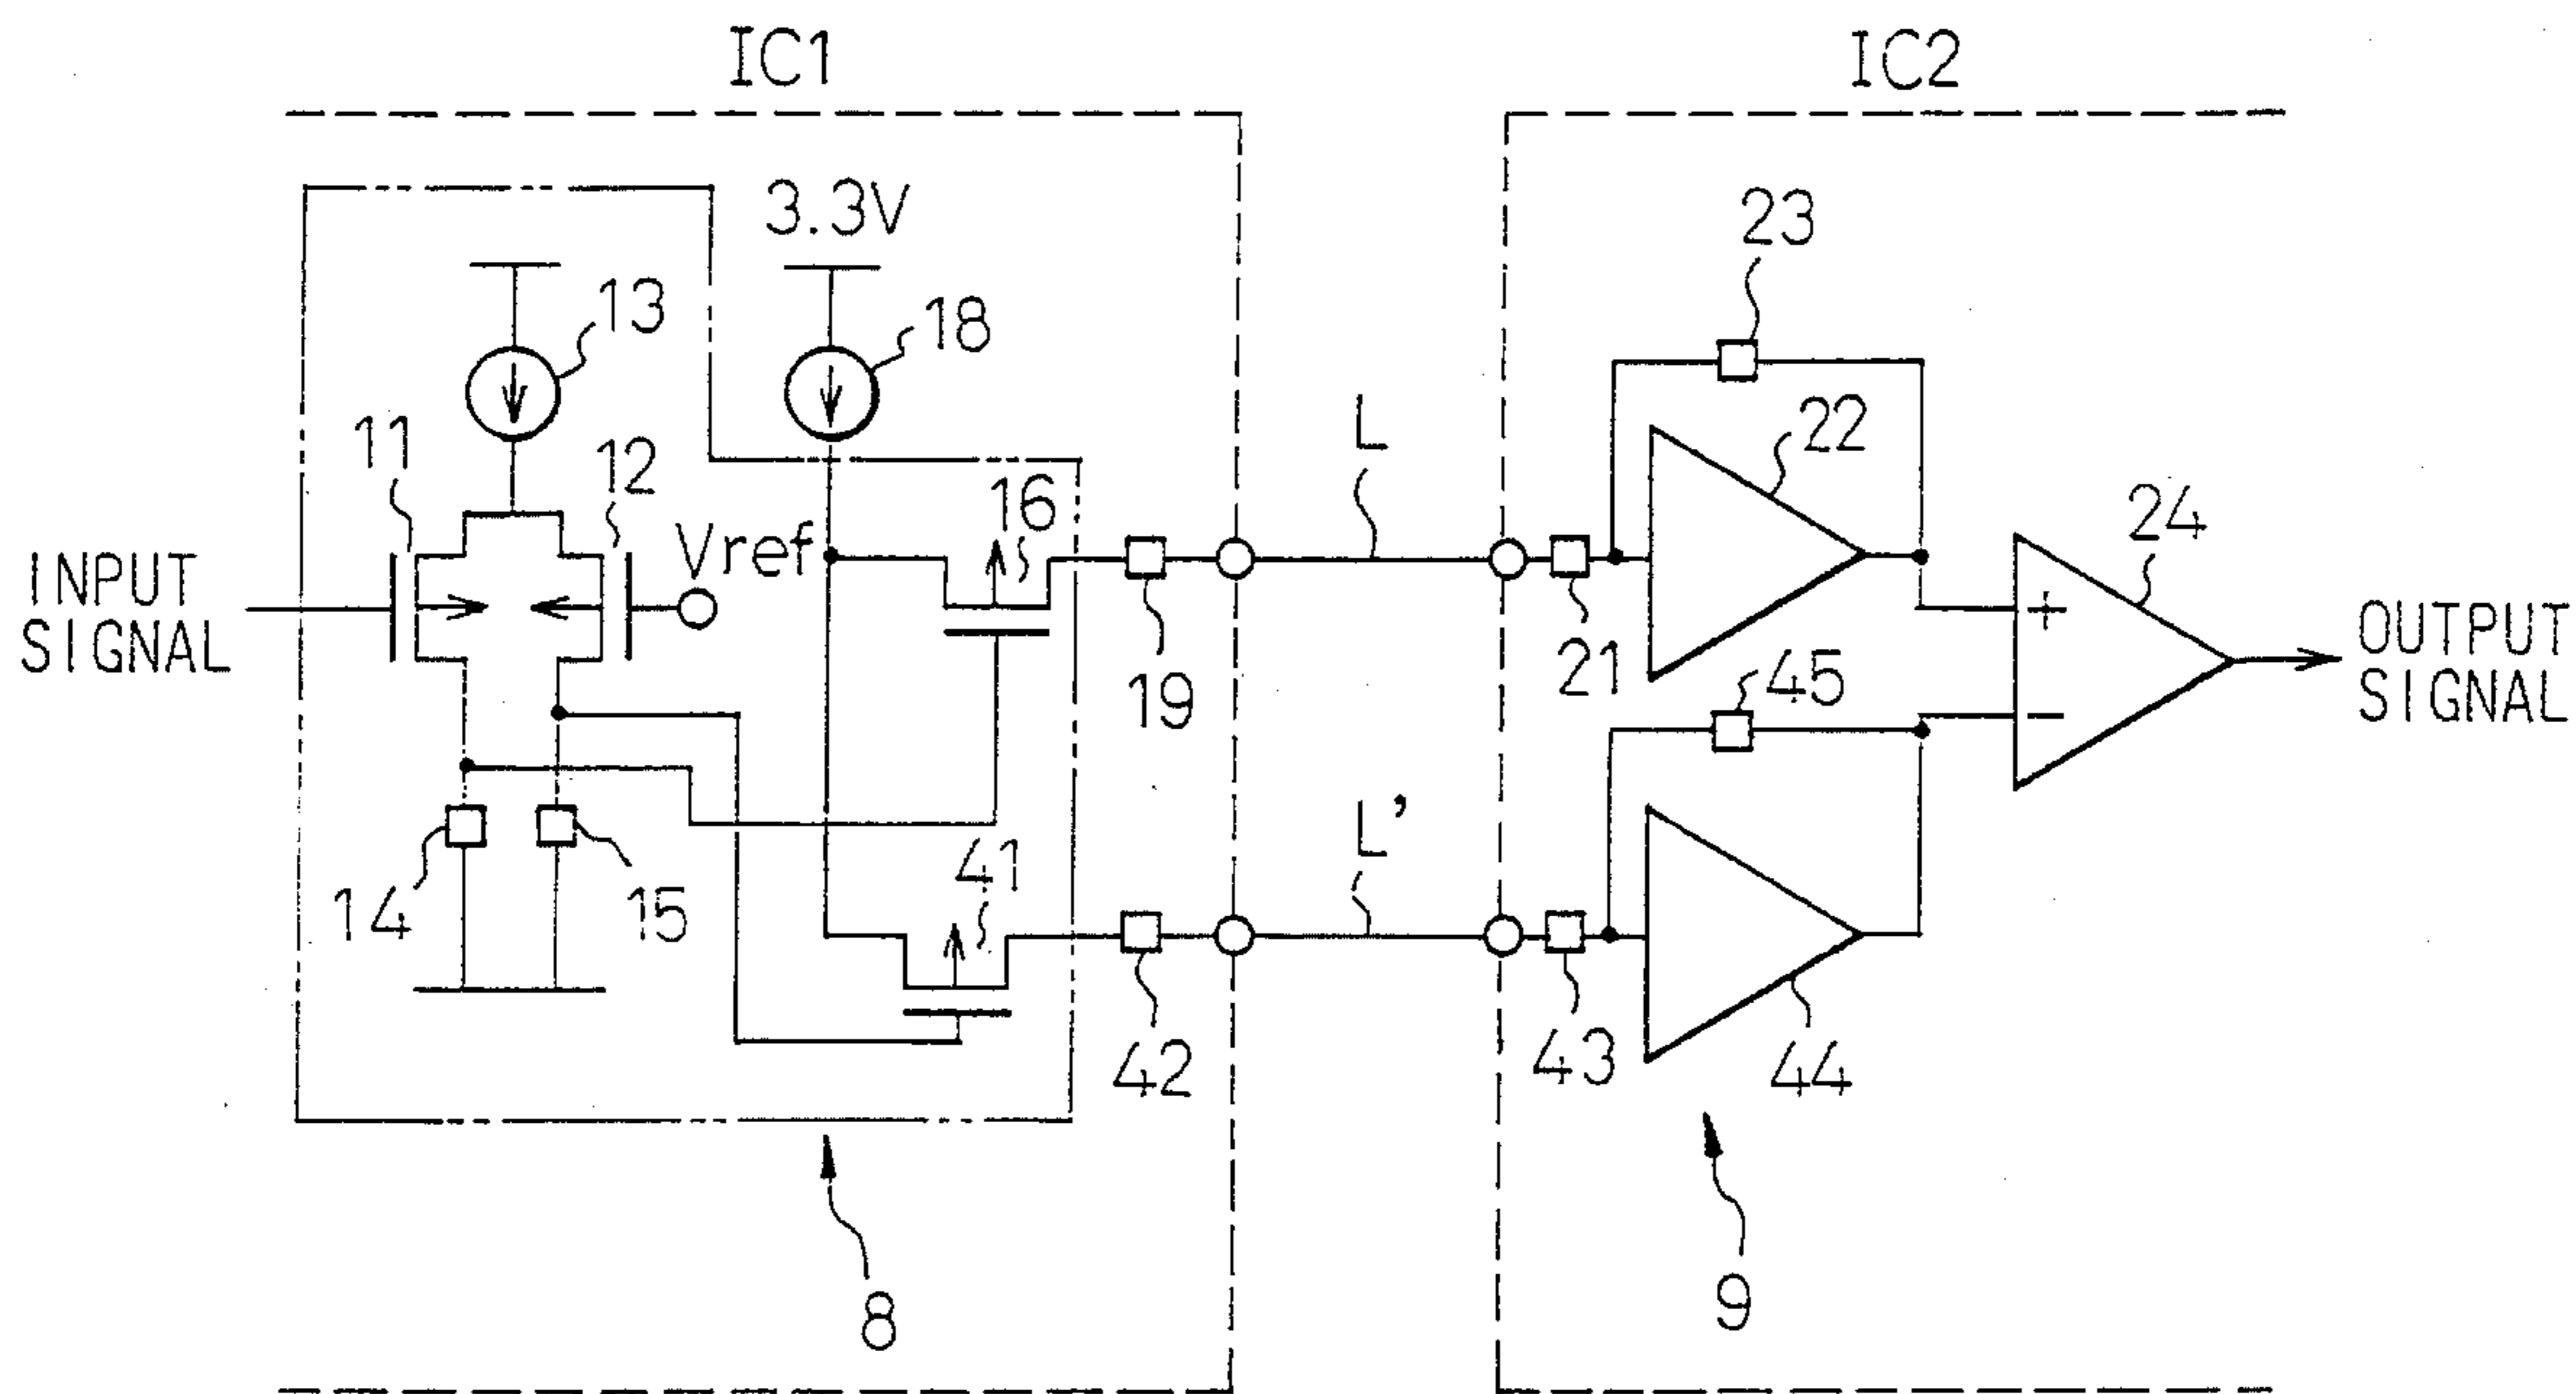 IC1
IC2
3.3V
23
13
18
L
22
11
12
16
24
Vref
INPUT
SIGNAL
21
OUTPUT
SIGNAL
19
45
+
−
L'
41
14
15
42
43
44
8
9